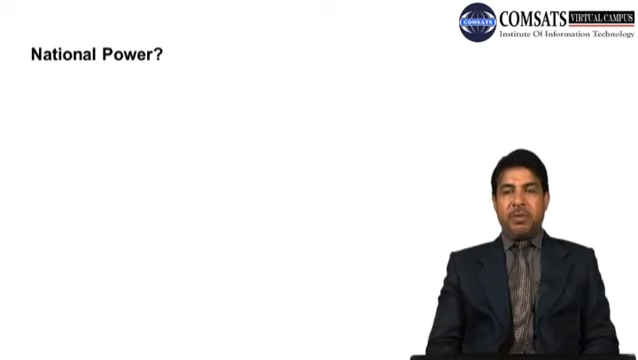 COMSATS VIRTUAL CAMPUS
COMSATS Institute Of Information Technology
National Power?